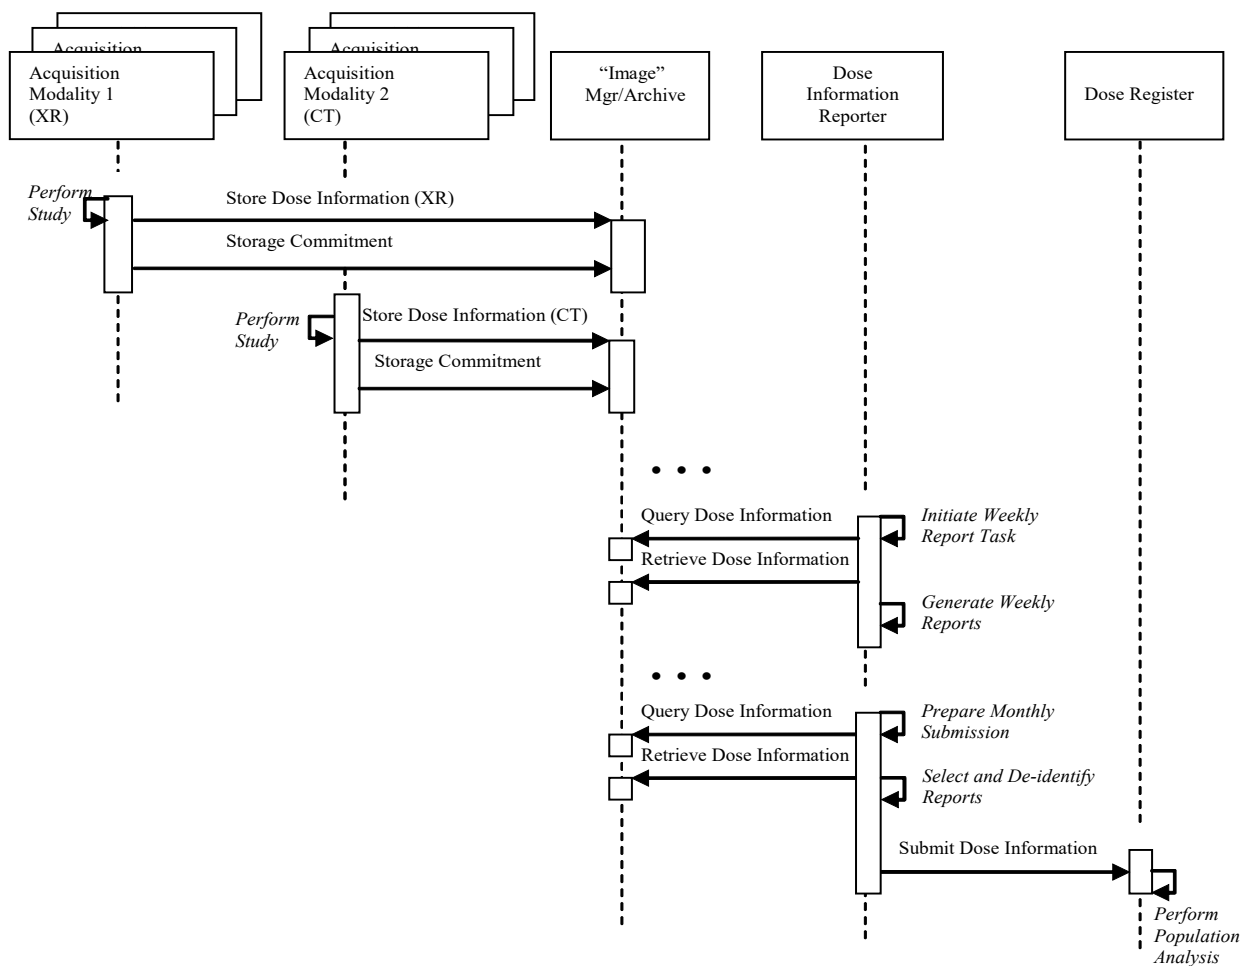 Acquisition
Acquisition
Modality 1
(XR)
Acquisition
Acquisition
Modality 2
(CT)
“Image”
Mgr/Archive
Dose
Information
Reporter
Dose Register
Perform
Study
Store Dose Information (XR)
Storage Commitment
Perform
Study
Store Dose Information (CT)
Storage Commitment
• • •
Query Dose Information
Initiate Weekly
Report Task
Retrieve Dose Information
Generate Weekly
Reports
• • •
Query Dose Information
Prepare Monthly
Submission
Retrieve Dose Information
Select and De-identify
Reports
Submit Dose Information
Perform
Population
Analysis